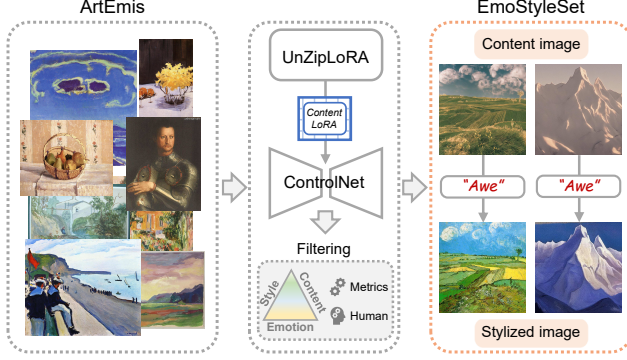 ArtEmis
UnZipLoRA
Content
LoRA
ControlNet
Filtering
Style
Content
Emotion
Metrics
Human
EmoStyleSet
Content image
"Awe"
"Awe"
Stylized image